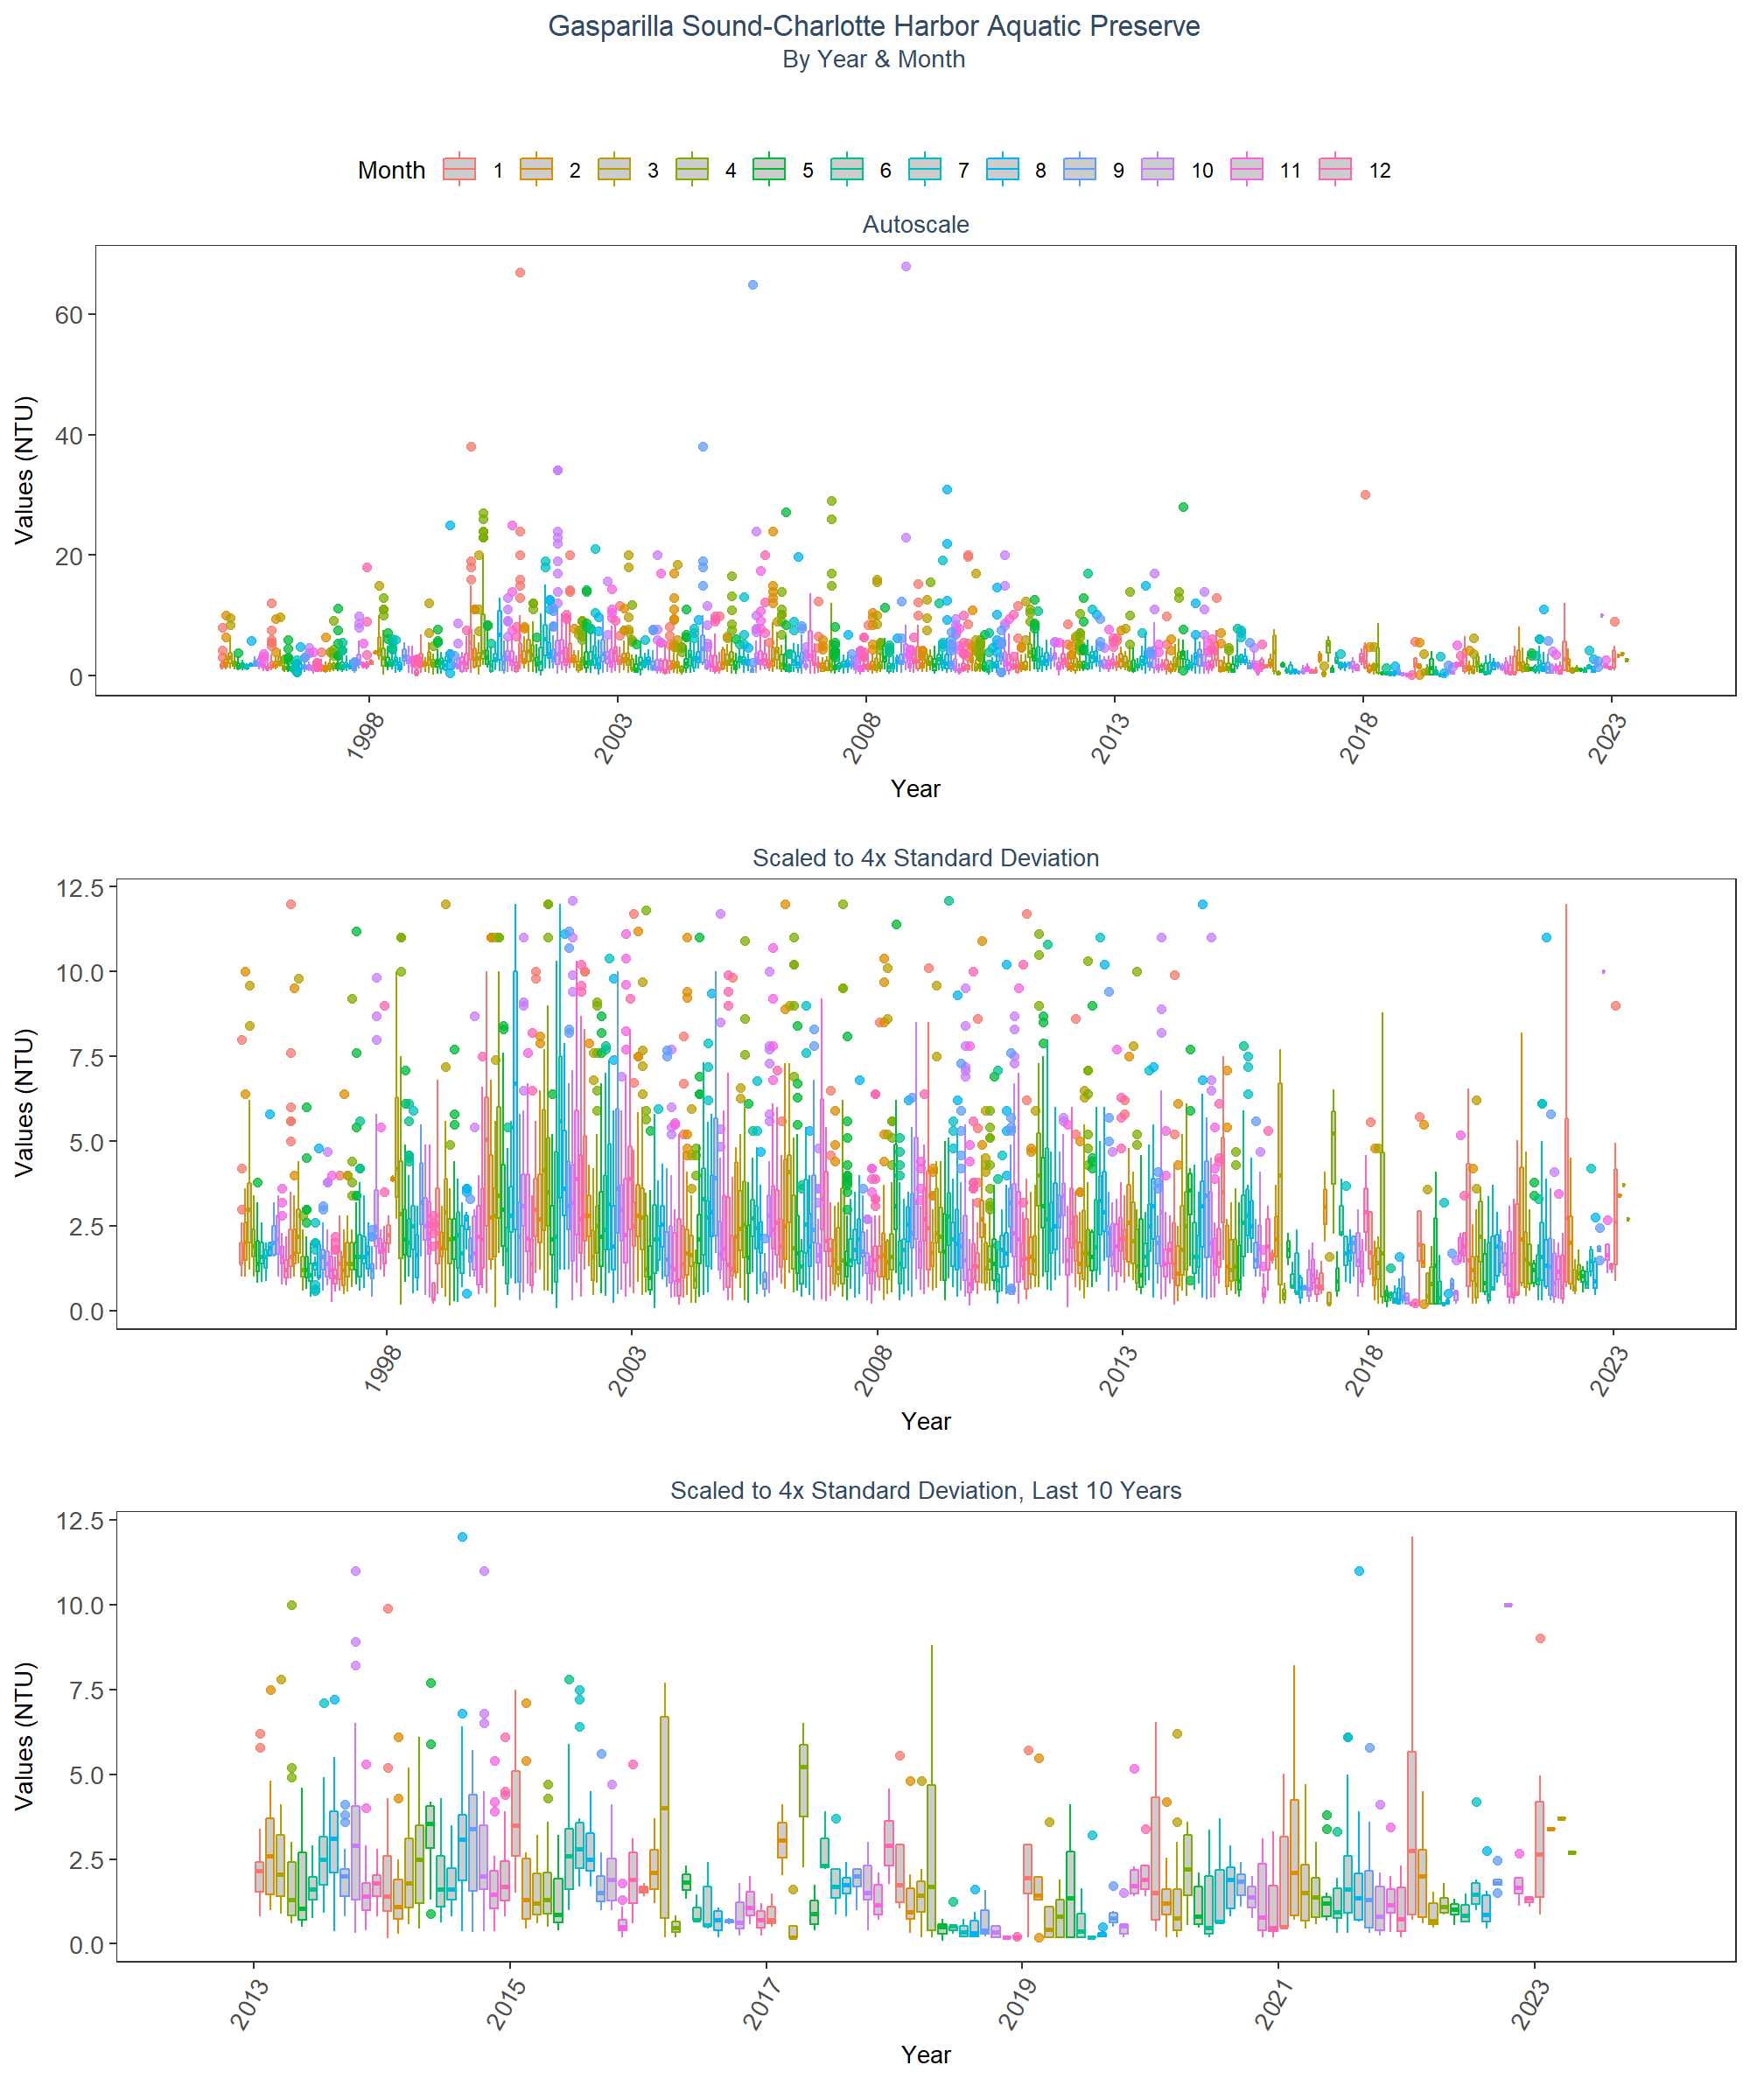 Gasparilla Sound-Charlotte Harbor Aquatic Preserve
By Year & Month
Month 1 2 3 4 5 6 7 8 9 10 11 12
Autoscale
Values (NTU)
60
40
20
0
1998 2003 2008 2013 2018 2023
Year
Scaled to 4x Standard Deviation
Values (NTU)
12.5
10.0
7.5
5.0
2.5
0.0
1998 2003 2008 2013 2018 2023
Year
Scaled to 4x Standard Deviation, Last 10 Years
Values (NTU)
12.5
10.0
7.5
5.0
2.5
0.0
2013 2015 2017 2019 2021 2023
Year